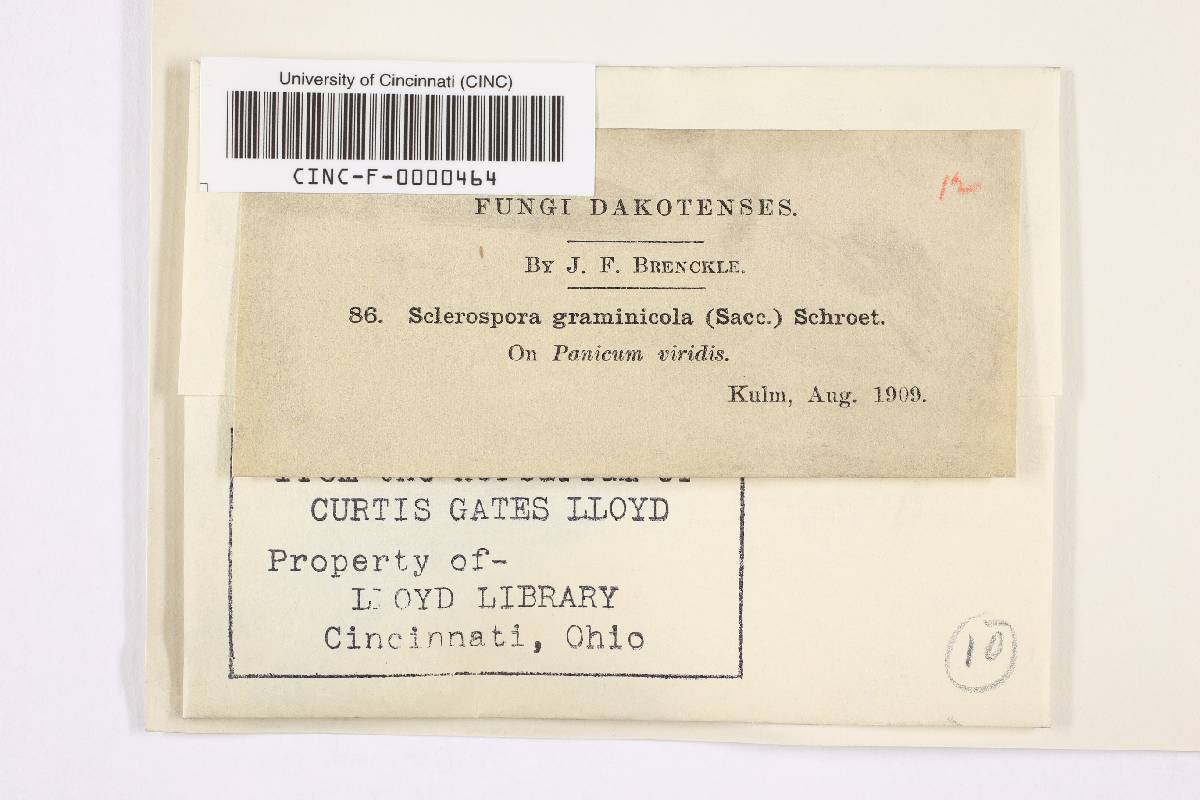 University of Cincinnati (CINC)
CINC-F-0000464
FUNGI DAKOTENSES.
By J. F. Brenckle.
86. Sclerospora graminicola (Sacc.) Schroet.
On Panicum viridis.
Kulm, Aug. 1909.
CURTIS GATES LLOYD
Property of-
LLOYD LIBRARY
Cincinnati, Ohio
10